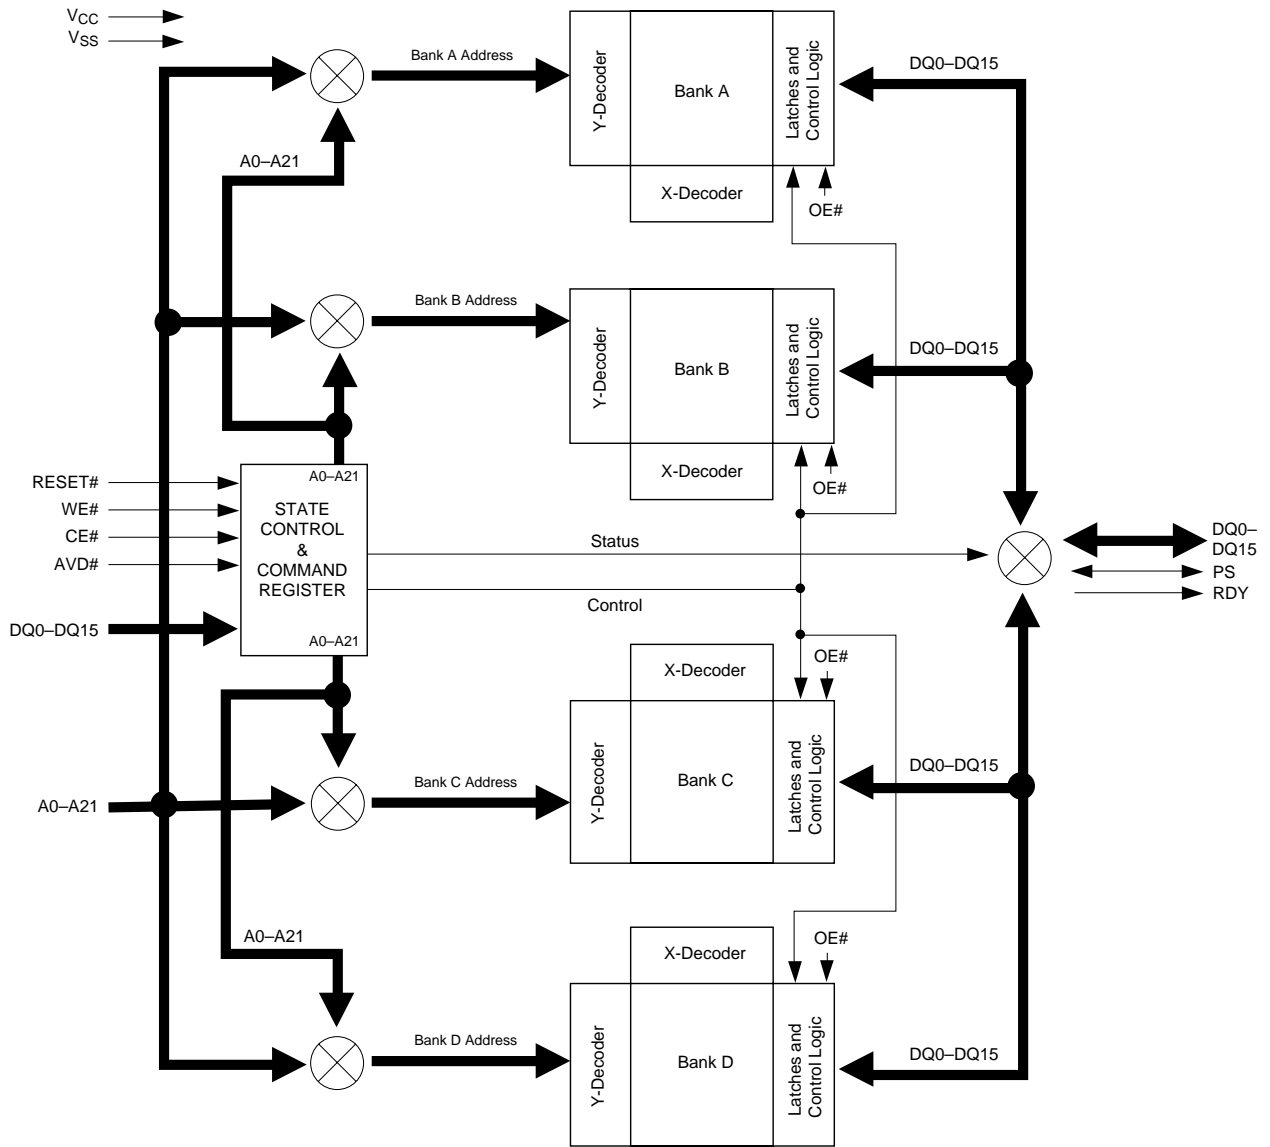 VCC
VSS
Bank A Address
Y-Decoder
Bank A
Latches and
Control Logic
DQ0–DQ15
A0–A21
X-Decoder
OE#
Bank B Address
Y-Decoder
Bank B
Latches and
Control Logic
DQ0–DQ15
X-Decoder
OE#
A0–A21
RESET#
WE#
CE#
AVD#
DQ0–DQ15
STATE
CONTROL
&
COMMAND
REGISTER
A0–A21
Status
Control
DQ0–
DQ15
PS
RDY
X-Decoder
OE#
A0–A21
Bank C Address
Y-Decoder
Bank C
Latches and
Control Logic
DQ0–DQ15
A0–A21
X-Decoder
OE#
Bank D Address
Y-Decoder
Bank D
Latches and
Control Logic
DQ0–DQ15